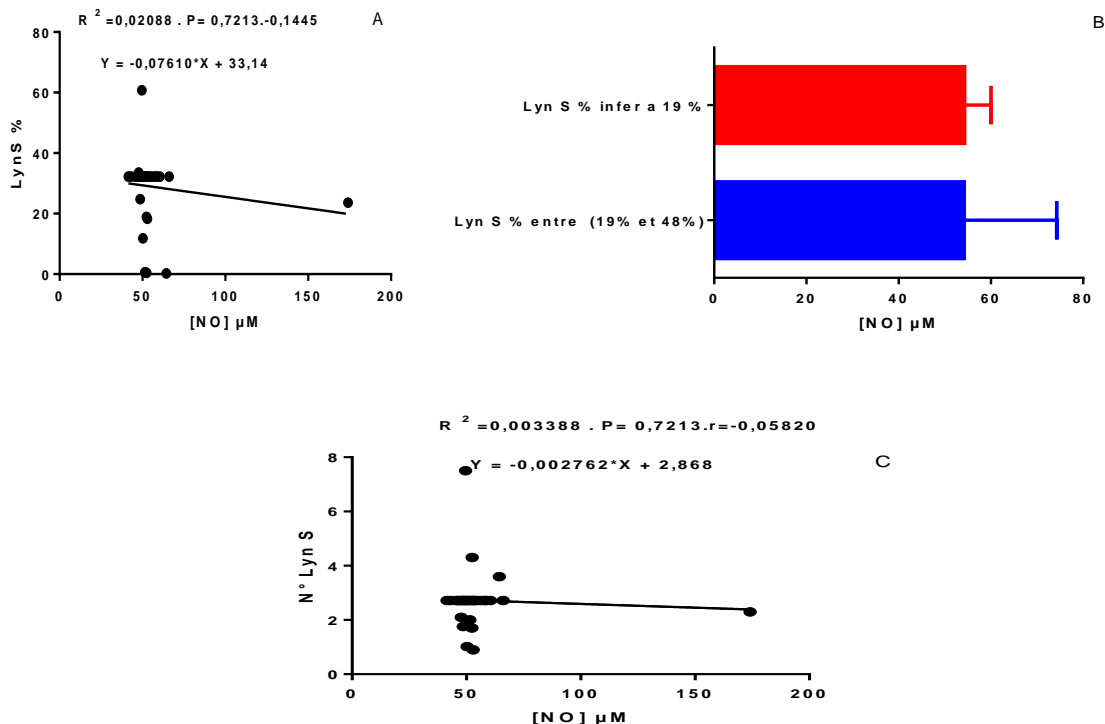 R 2 =0,02088 . P= 0,7213.-0,1445
A
Y = -0,07610*X + 33,14
LynS %
80
60
40
20
0
0 50 100 150 200
[NO] µM
B
Lyn S % infer a 19 %
Lyn S % entre (19% et 48%)
0 20 40 60 80
[NO] µM
R 2 =0,003388 . P= 0,7213.r=-0,05820
Y = -0,002762*X + 2,868
C
N° Lyn S
8
6
4
2
0
0 50 100 150 200
[NO] µM